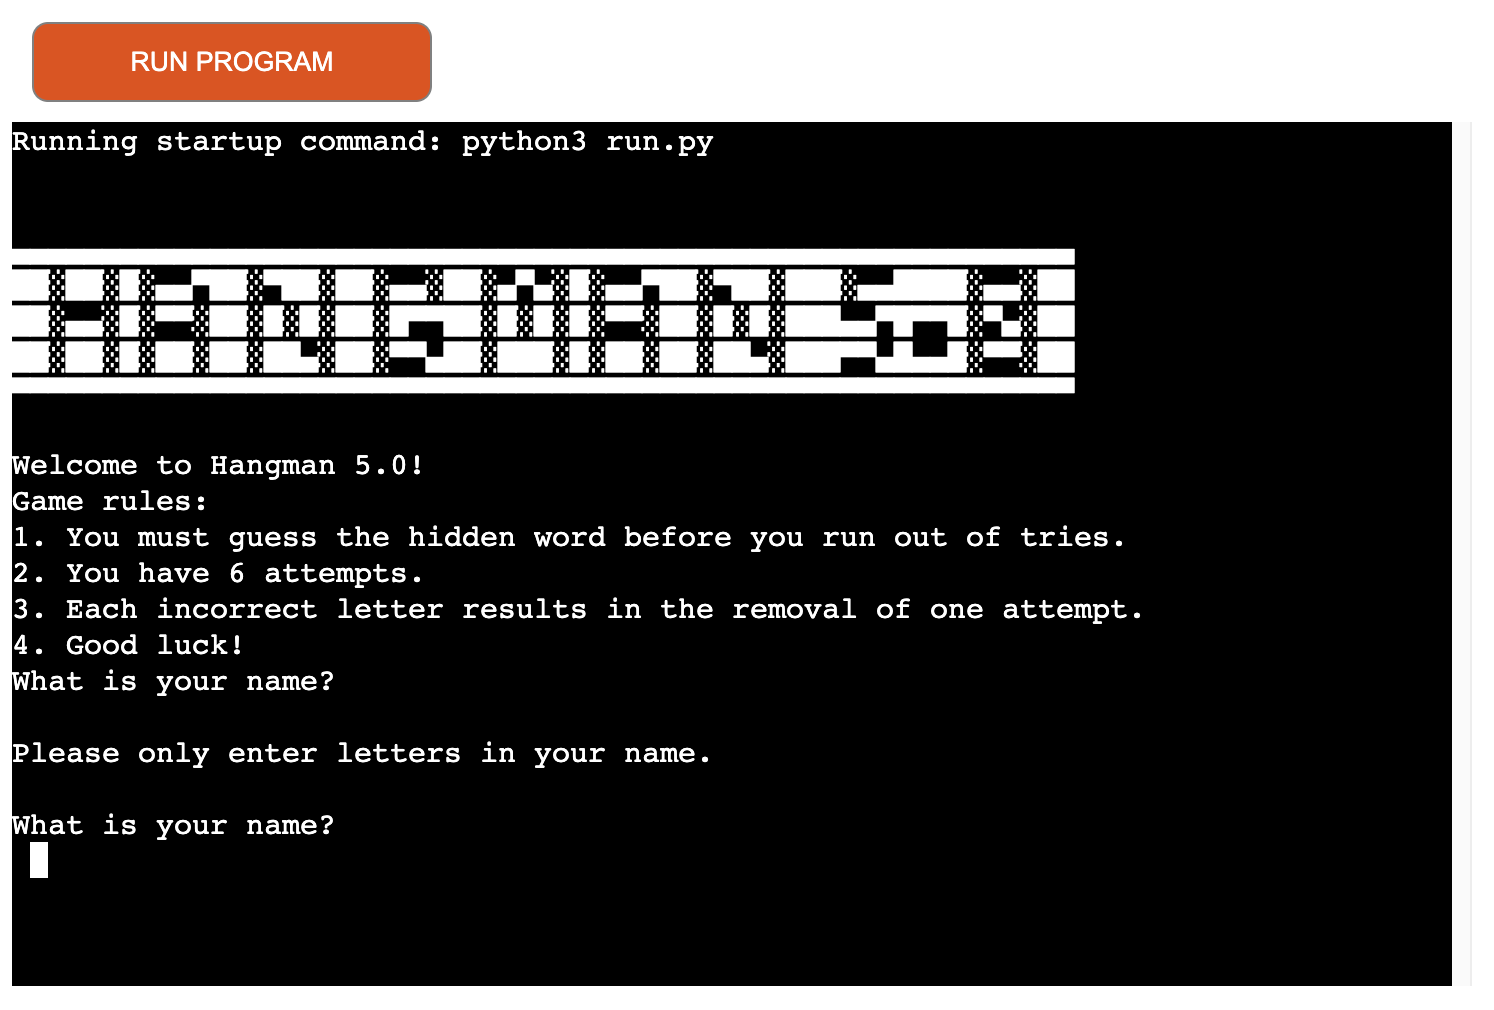 RUN PROGRAM
Running startup command: python3 run.py
HANGMAN 5.0
Welcome to Hangman 5.0!
Game rules:
1. You must guess the hidden word before you run out of tries.
2. You have 6 attempts.
3. Each incorrect letter results in the removal of one attempt.
4. Good luck!
What is your name?
Please only enter letters in your name.
What is your name?